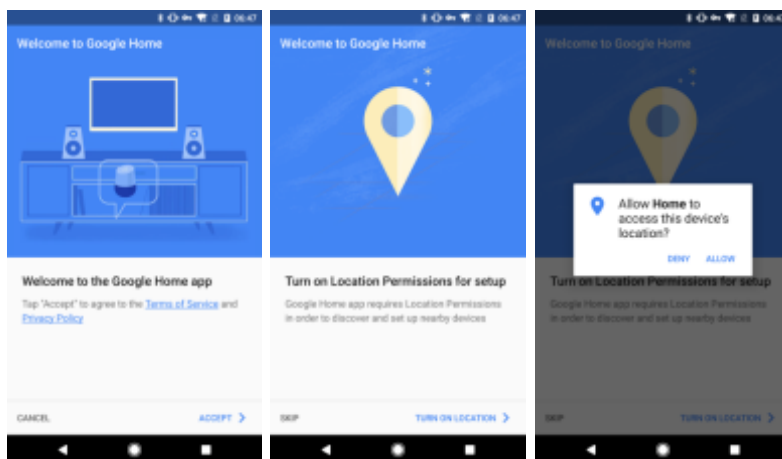 06:47
Welcome to Google Home
Welcome to the Google Home app
Tap "Accept" to agree to the Terms of Service and
Privacy Policy
CANCEL
ACCEPT
06:47
Welcome to Google Home
Turn on Location Permissions for setup
Google Home app requires Location Permissions
in order to discover and set up nearby devices
SKIP
TURN ON LOCATION
06:47
Welcome to Google Home
Allow Home to
access this device's
location?
DENY
ALLOW
Turn on Location Permissions for setup
Google Home app requires Location Permissions
in order to discover and set up nearby devices
SKIP
TURN ON LOCATION